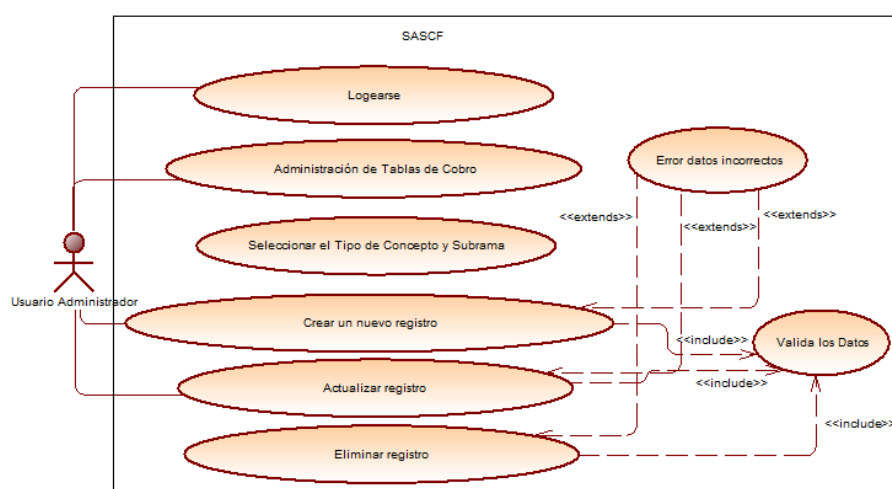 SASCF
Logearse
Administración de Tablas de Cobro
Error datos incorrectos
<<extends>>
<<extends>>
<<extends>>
Seleccionar el Tipo de Concepto y Subrama
Usuario Administrador
Crear un nuevo registro
<<include>>
Valida los Datos
Actualizar registro
<<include>>
<<include>>
Eliminar registro